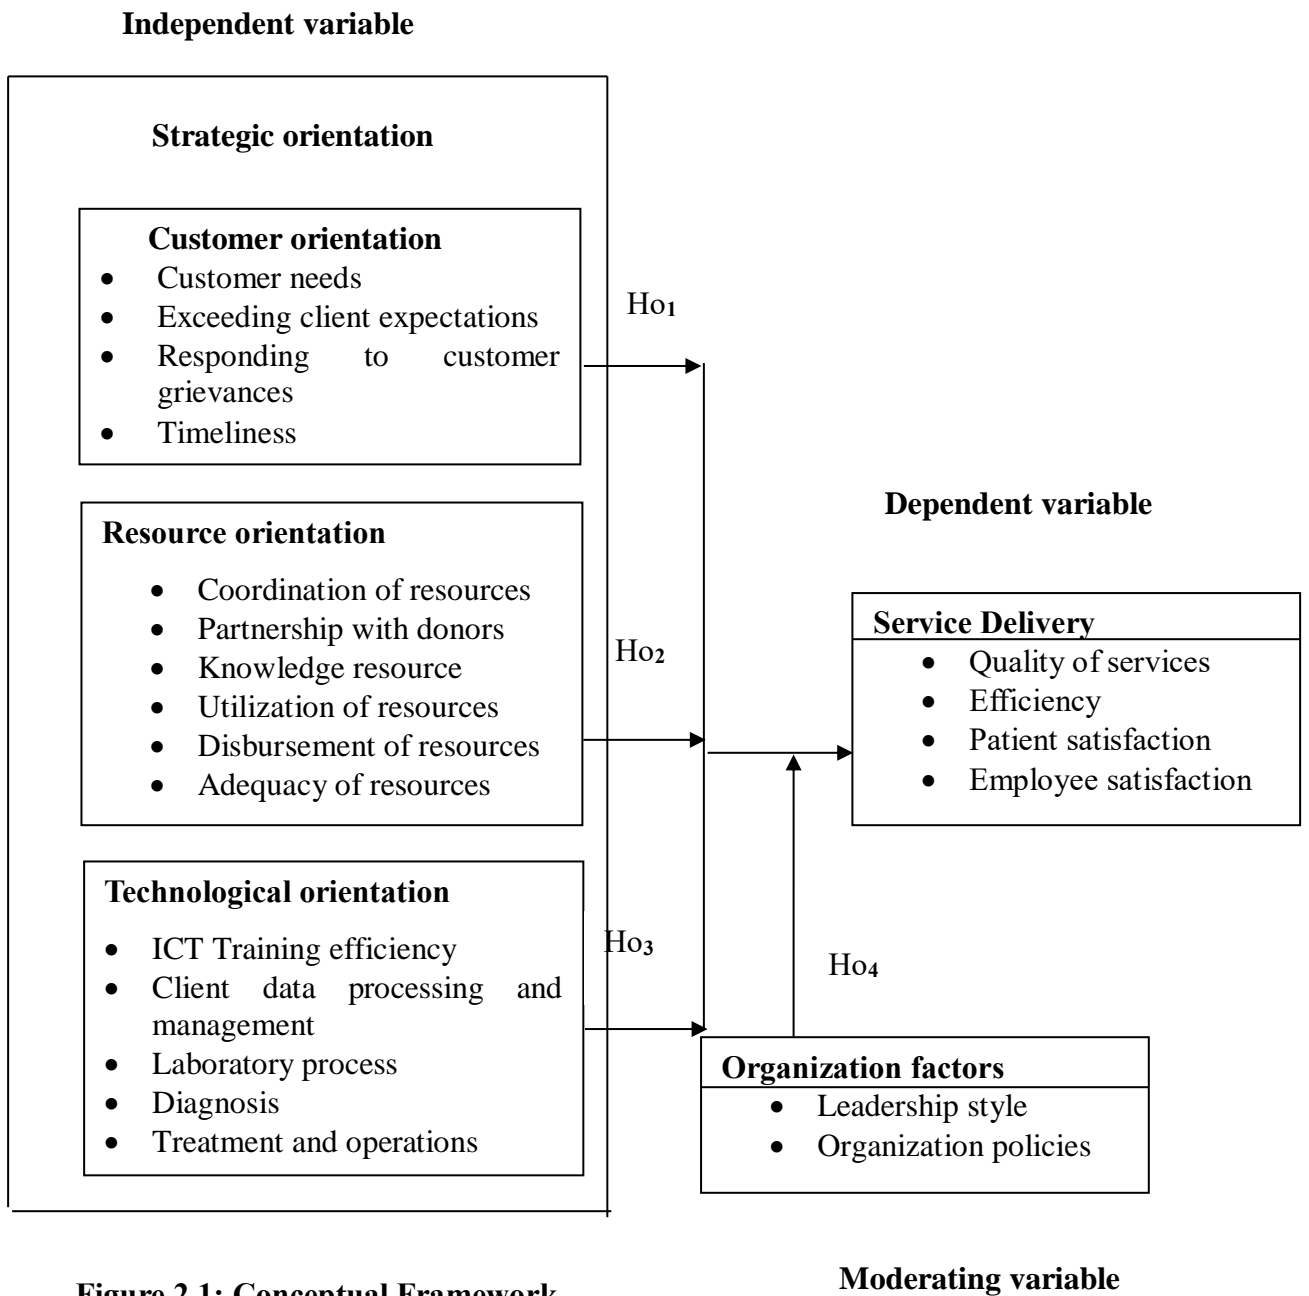 Independent variable
Strategic orientation
Customer orientation
• Customer needs
• Exceeding client expectations
• Responding to customer
grievances
• Timeliness
Ho1
Resource orientation
• Coordination of resources
• Partnership with donors
• Knowledge resource
• Utilization of resources
• Disbursement of resources
• Adequacy of resources
Ho2
Technological orientation
• ICT Training efficiency
• Client data processing and
management
• Laboratory process
• Diagnosis
• Treatment and operations
Ho3
Dependent variable
Service Delivery
• Quality of services
• Efficiency
• Patient satisfaction
• Employee satisfaction
Ho4
Organization factors
• Leadership style
• Organization policies
Moderating variable
Figure 2.1: Conceptual Framework